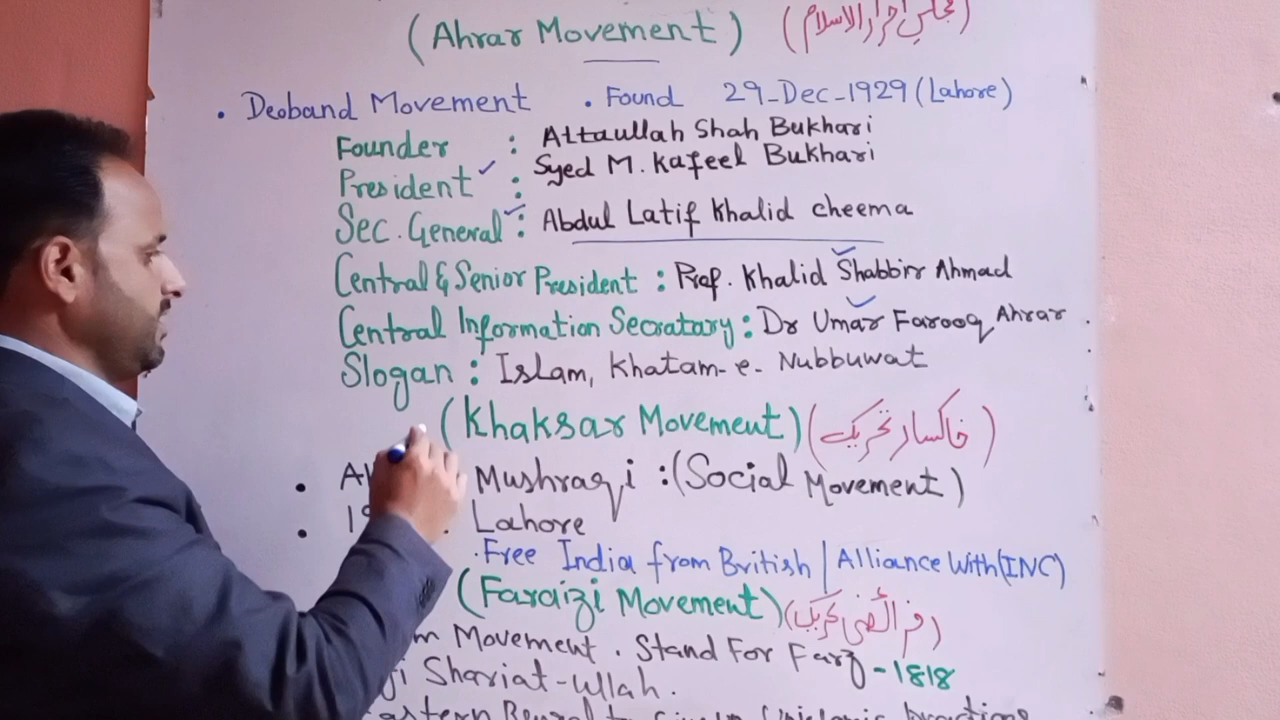 (Ahrar Movement) (مجلس احرار الاسلام)
• Deoband Movement • Found 29-Dec-1929 (Lahore)
Founder : Attaullah Shah Bukhari
President : Syed M. Kafeel Bukhari
Sec. General : Abdul Latif Khalid Cheema
Central & Senior President : Prof. Khalid Shabbir Ahmad
Central Information Secratary : Dr Umar Farooq Ahrar
Slogan : Islam, Khatam-e-Nubbuwat
(Khaksar Movement) (خاکسار تحریک)
• Mushraqi : (Social Movement)
• Lahore
.Free India from British / Alliance With (INC)
(Faraizi Movement) (فرائضی تحریک)
Movement . Stand For Farz - 1818
Shariat-ullah.